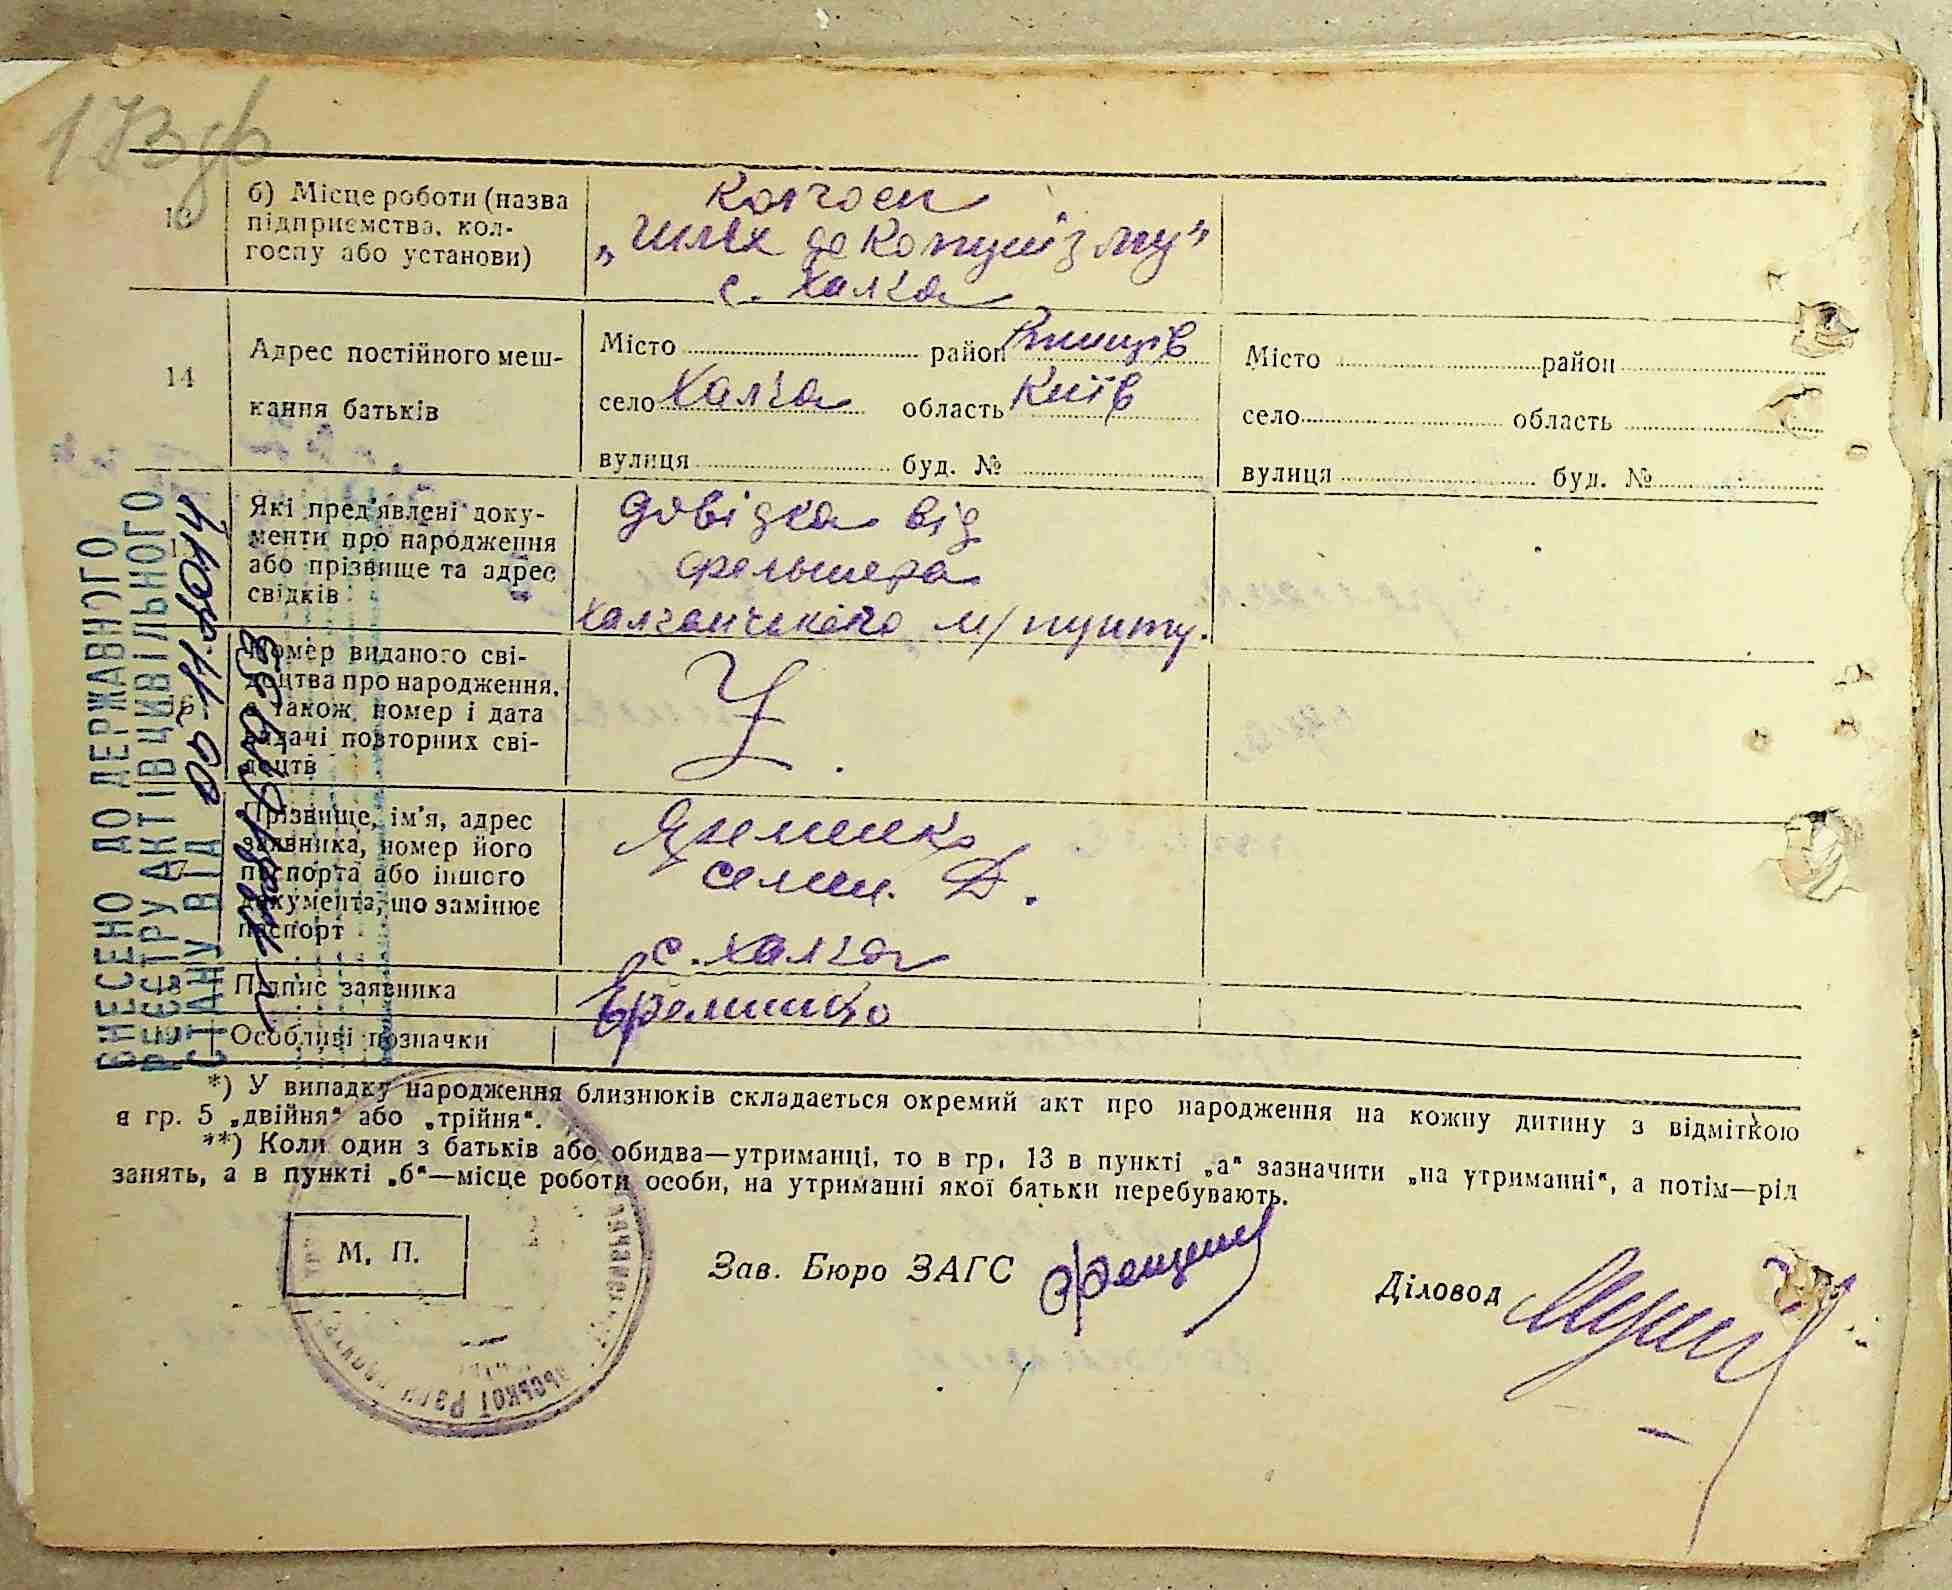 173
13
б) Місце роботи (назва
підприємства, кол-
госпу або установи)
Колгосп
„Шлях до комунізму"
с. Халча
14
Адрес постійного меш-
кання батьків
Місто район Ржищів
село Халча область Київ
вулиця буд. №
Місто район
село область
вулиця буд. №
Які пред'явлені доку-
менти про народження
або прізвище та адрес
свідків
довідка від
фельшера
Халчанського м/пункту.
16
Номер виданого сві-
доцтва про народження,
а також номер і дата
видачі повторних сві-
доцтв
Прізвище, ім'я, адрес
заявника, номер його
паспорта або іншого
документа, що замінює
паспорт
Яременко
Семен Д.
с. Халча
18
Підпис заявника
Еременко
Особливі позначки
ВНЕСЕНО ДО ДЕРЖАВНОГО
РЕЄСТРУ АКТІВ ЦИВІЛЬНОГО
СТАНУ ВІД
*) У випадку народження близнюків складається окремий акт про народження на кожну дитину з відміткою
в гр. 5 „двійня" або „трійня".
**) Коли один з батьків або обидва—утриманці, то в гр. 13 в пункті „а" зазначити „на утриманні", а потім—рід
занять, а в пункті „б"—місце роботи особи, на утриманні якої батьки перебувають.
М. П.
Зав. Бюро ЗАГС
Діловод